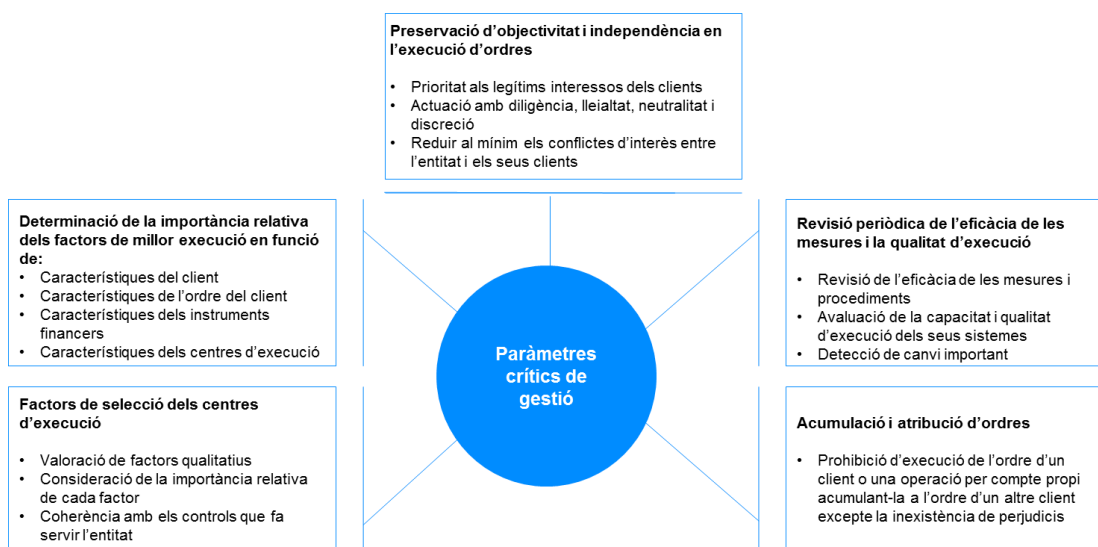 Preservació d’objectivitat i independència en
l’execució d’ordres
• Prioritat als legítims interessos dels clients
• Actuació amb diligència, lleialtat, neutralitat i
discreció
• Reduir al mínim els conflictes d’interès entre
l’entitat i els seus clients
Determinació de la importància relativa
dels factors de millor execució en funció
de:
• Característiques del client
• Característiques de l’ordre del client
• Característiques dels instruments
financers
• Característiques dels centres d’execució
Revisió periòdica de l’eficàcia de les
mesures i la qualitat d’execució
• Revisió de l’eficàcia de les mesures i
procediments
• Avaluació de la capacitat i qualitat
d’execució dels seus sistemes
• Detecció de canvi important
Paràmetres
crítics de
gestió
Factors de selecció dels centres
d’execució
• Valoració de factors qualitatius
• Consideració de la importància relativa
de cada factor
• Coherència amb els controls que fa
servir l’entitat
Acumulació i atribució d’ordres
• Prohibició d’execució de l’ordre d’un
client o una operació per compte propi
acumulant-la a l’ordre d’un altre client
excepte la inexistència de perjudicis